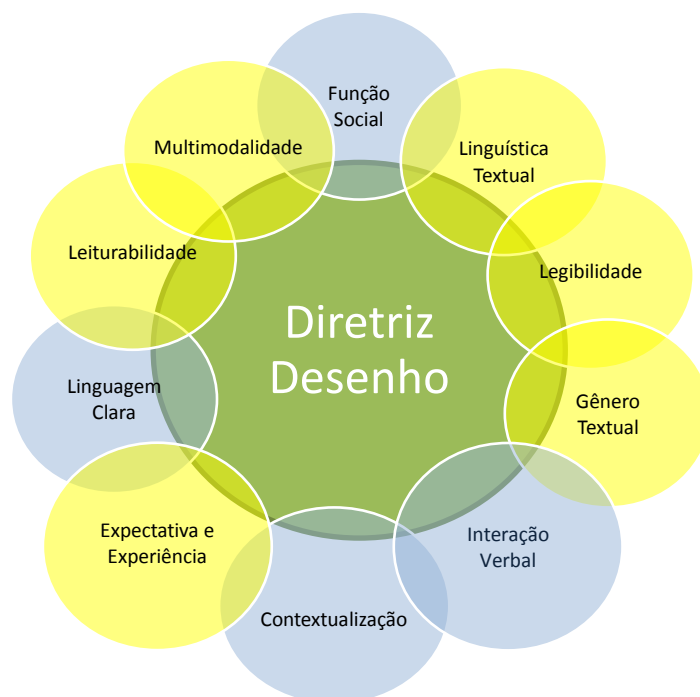 Função
Social
Linguística
Textual
Legibilidade
Gênero
Textual
Interação
Verbal
Contextualização
Expectativa e
Experiência
Linguagem
Clara
Leiturabilidade
Multimodalidade
Diretriz
Desenho